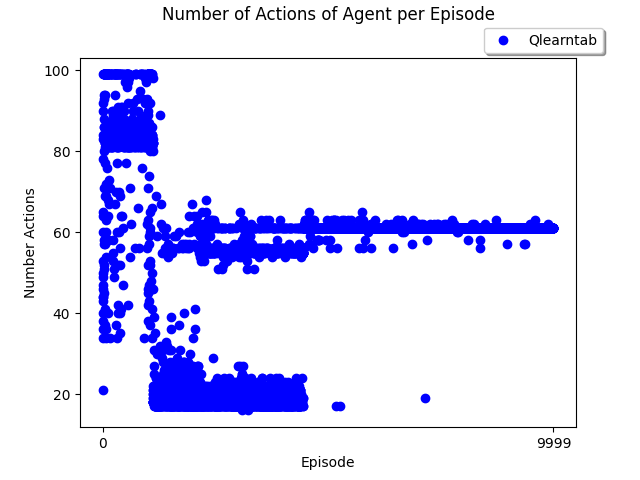 Number of Actions of Agent per Episode
Qlearntab
100
80
60
40
20
Number Actions
0
9999
Episode